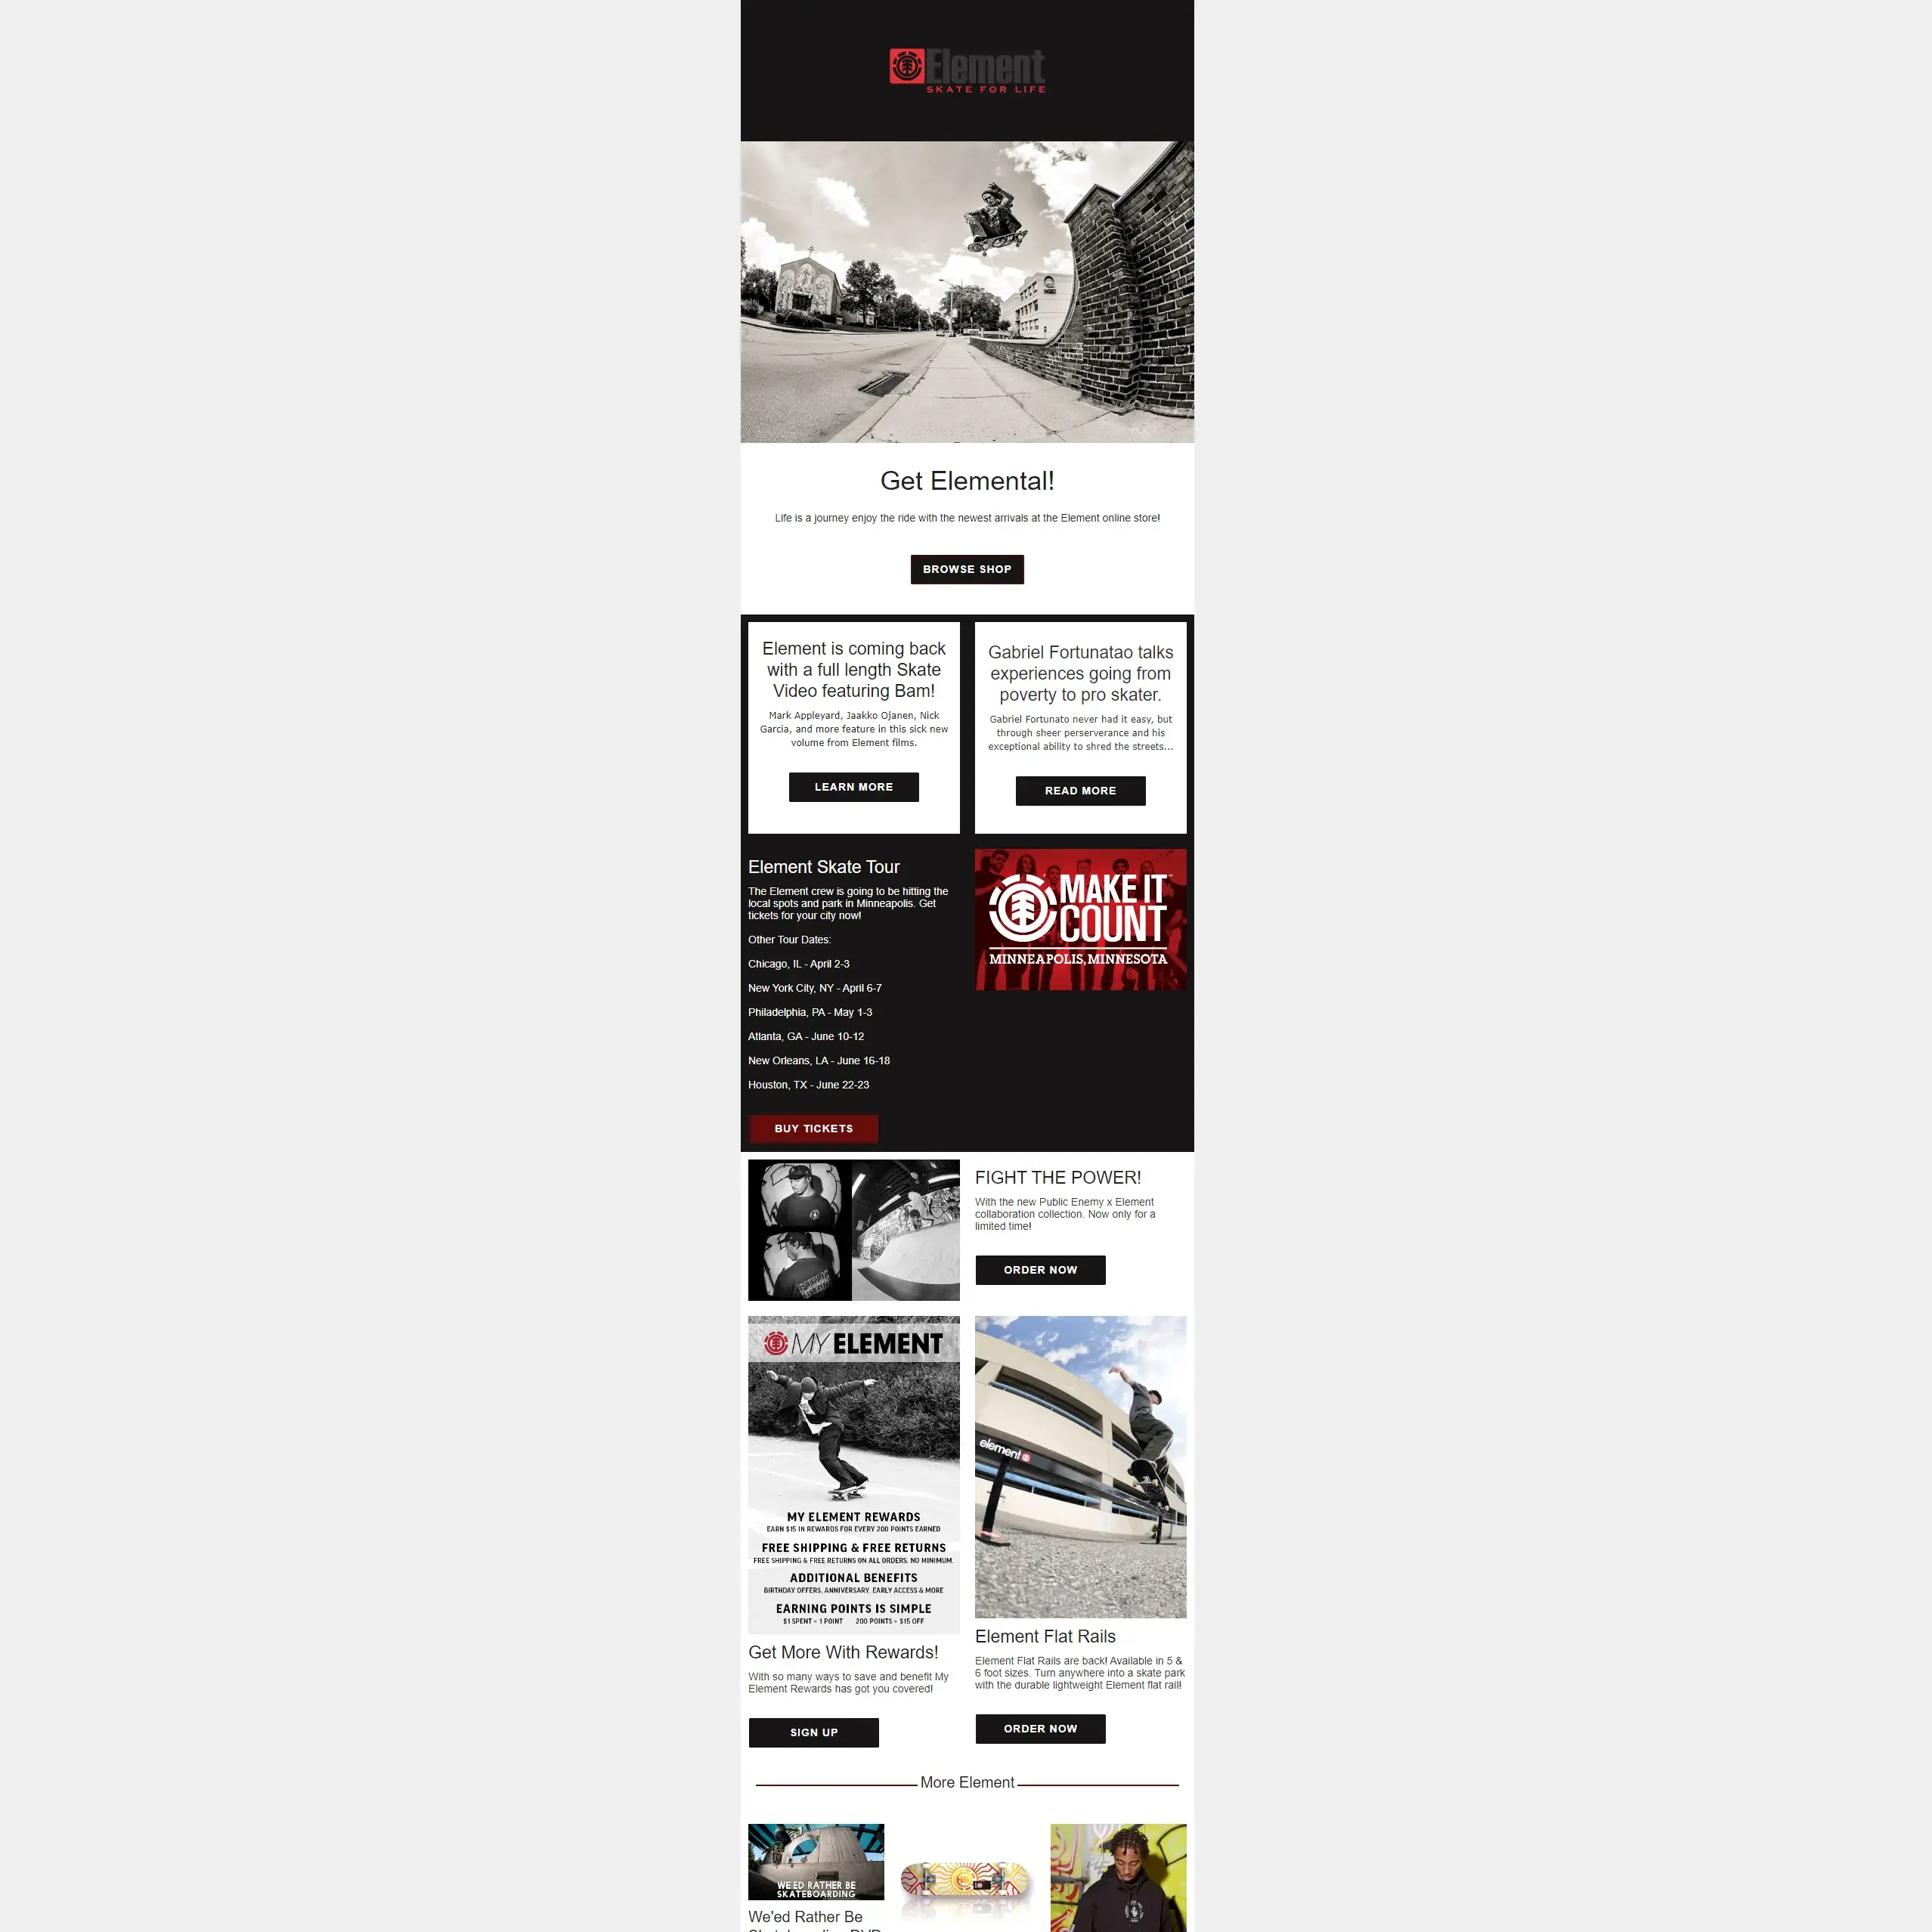 Element
SKATE FOR LIFE
Get Elemental!
Life is a journey enjoy the ride with the newest arrivals at the Element online store!
BROWSE SHOP
Element is coming back
with a full length Skate
Video featuring Bam!
Mark Appleyard, Jaakko Ojanen, Nick
Garcia, and more feature in this sick new
volume from Element films.
LEARN MORE
Gabriel Fortunatao talks
experiences going from
poverty to pro skater.
Gabriel Fortunato never had it easy, but
through sheer perserverance and his
exceptional ability to shred the streets...
READ MORE
Element Skate Tour
The Element crew is going to be hitting the
local spots and park in Minneapolis. Get
tickets for your city now!
Other Tour Dates:
Chicago, IL - April 2-3
New York City, NY - April 6-7
Philadelphia, PA - May 1-3
Atlanta, GA - June 10-12
New Orleans, LA - June 16-18
Houston, TX - June 22-23
BUY TICKETS
MAKE IT
COUNT
MINNEAPOLIS, MINNESOTA
FIGHT THE POWER!
With the new Public Enemy x Element
collaboration collection. Now only for a
limited time!
ORDER NOW
MY ELEMENT
MY ELEMENT REWARDS
EARN $15 IN REWARDS FOR EVERY 200 POINTS EARNED
FREE SHIPPING & FREE RETURNS
FREE SHIPPING & FREE RETURNS ON ALL ORDERS. NO MINIMUM.
ADDITIONAL BENEFITS
BIRTHDAY OFFERS, ANNIVERSARY, EARLY ACCESS & MORE
EARNING POINTS IS SIMPLE
$1 SPENT = 1 POINT 200 POINTS = $15 OFF
Get More With Rewards!
With so many ways to save and benefit My
Element Rewards has got you covered!
SIGN UP
element
Element Flat Rails
Element Flat Rails are back! Available in 5 &
6 foot sizes. Turn anywhere into a skate park
with the durable lightweight Element flat rail!
ORDER NOW
More Element
WE'ED RATHER BE
SKATEBOARDING
We'ed Rather Be